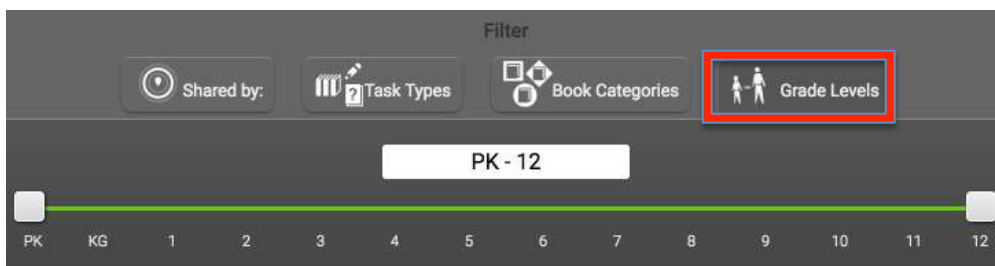 Filter
Shared by: Task Types Book Categories Grade Levels
PK - 12
PK KG 1 2 3 4 5 6 7 8 9 10 11 12